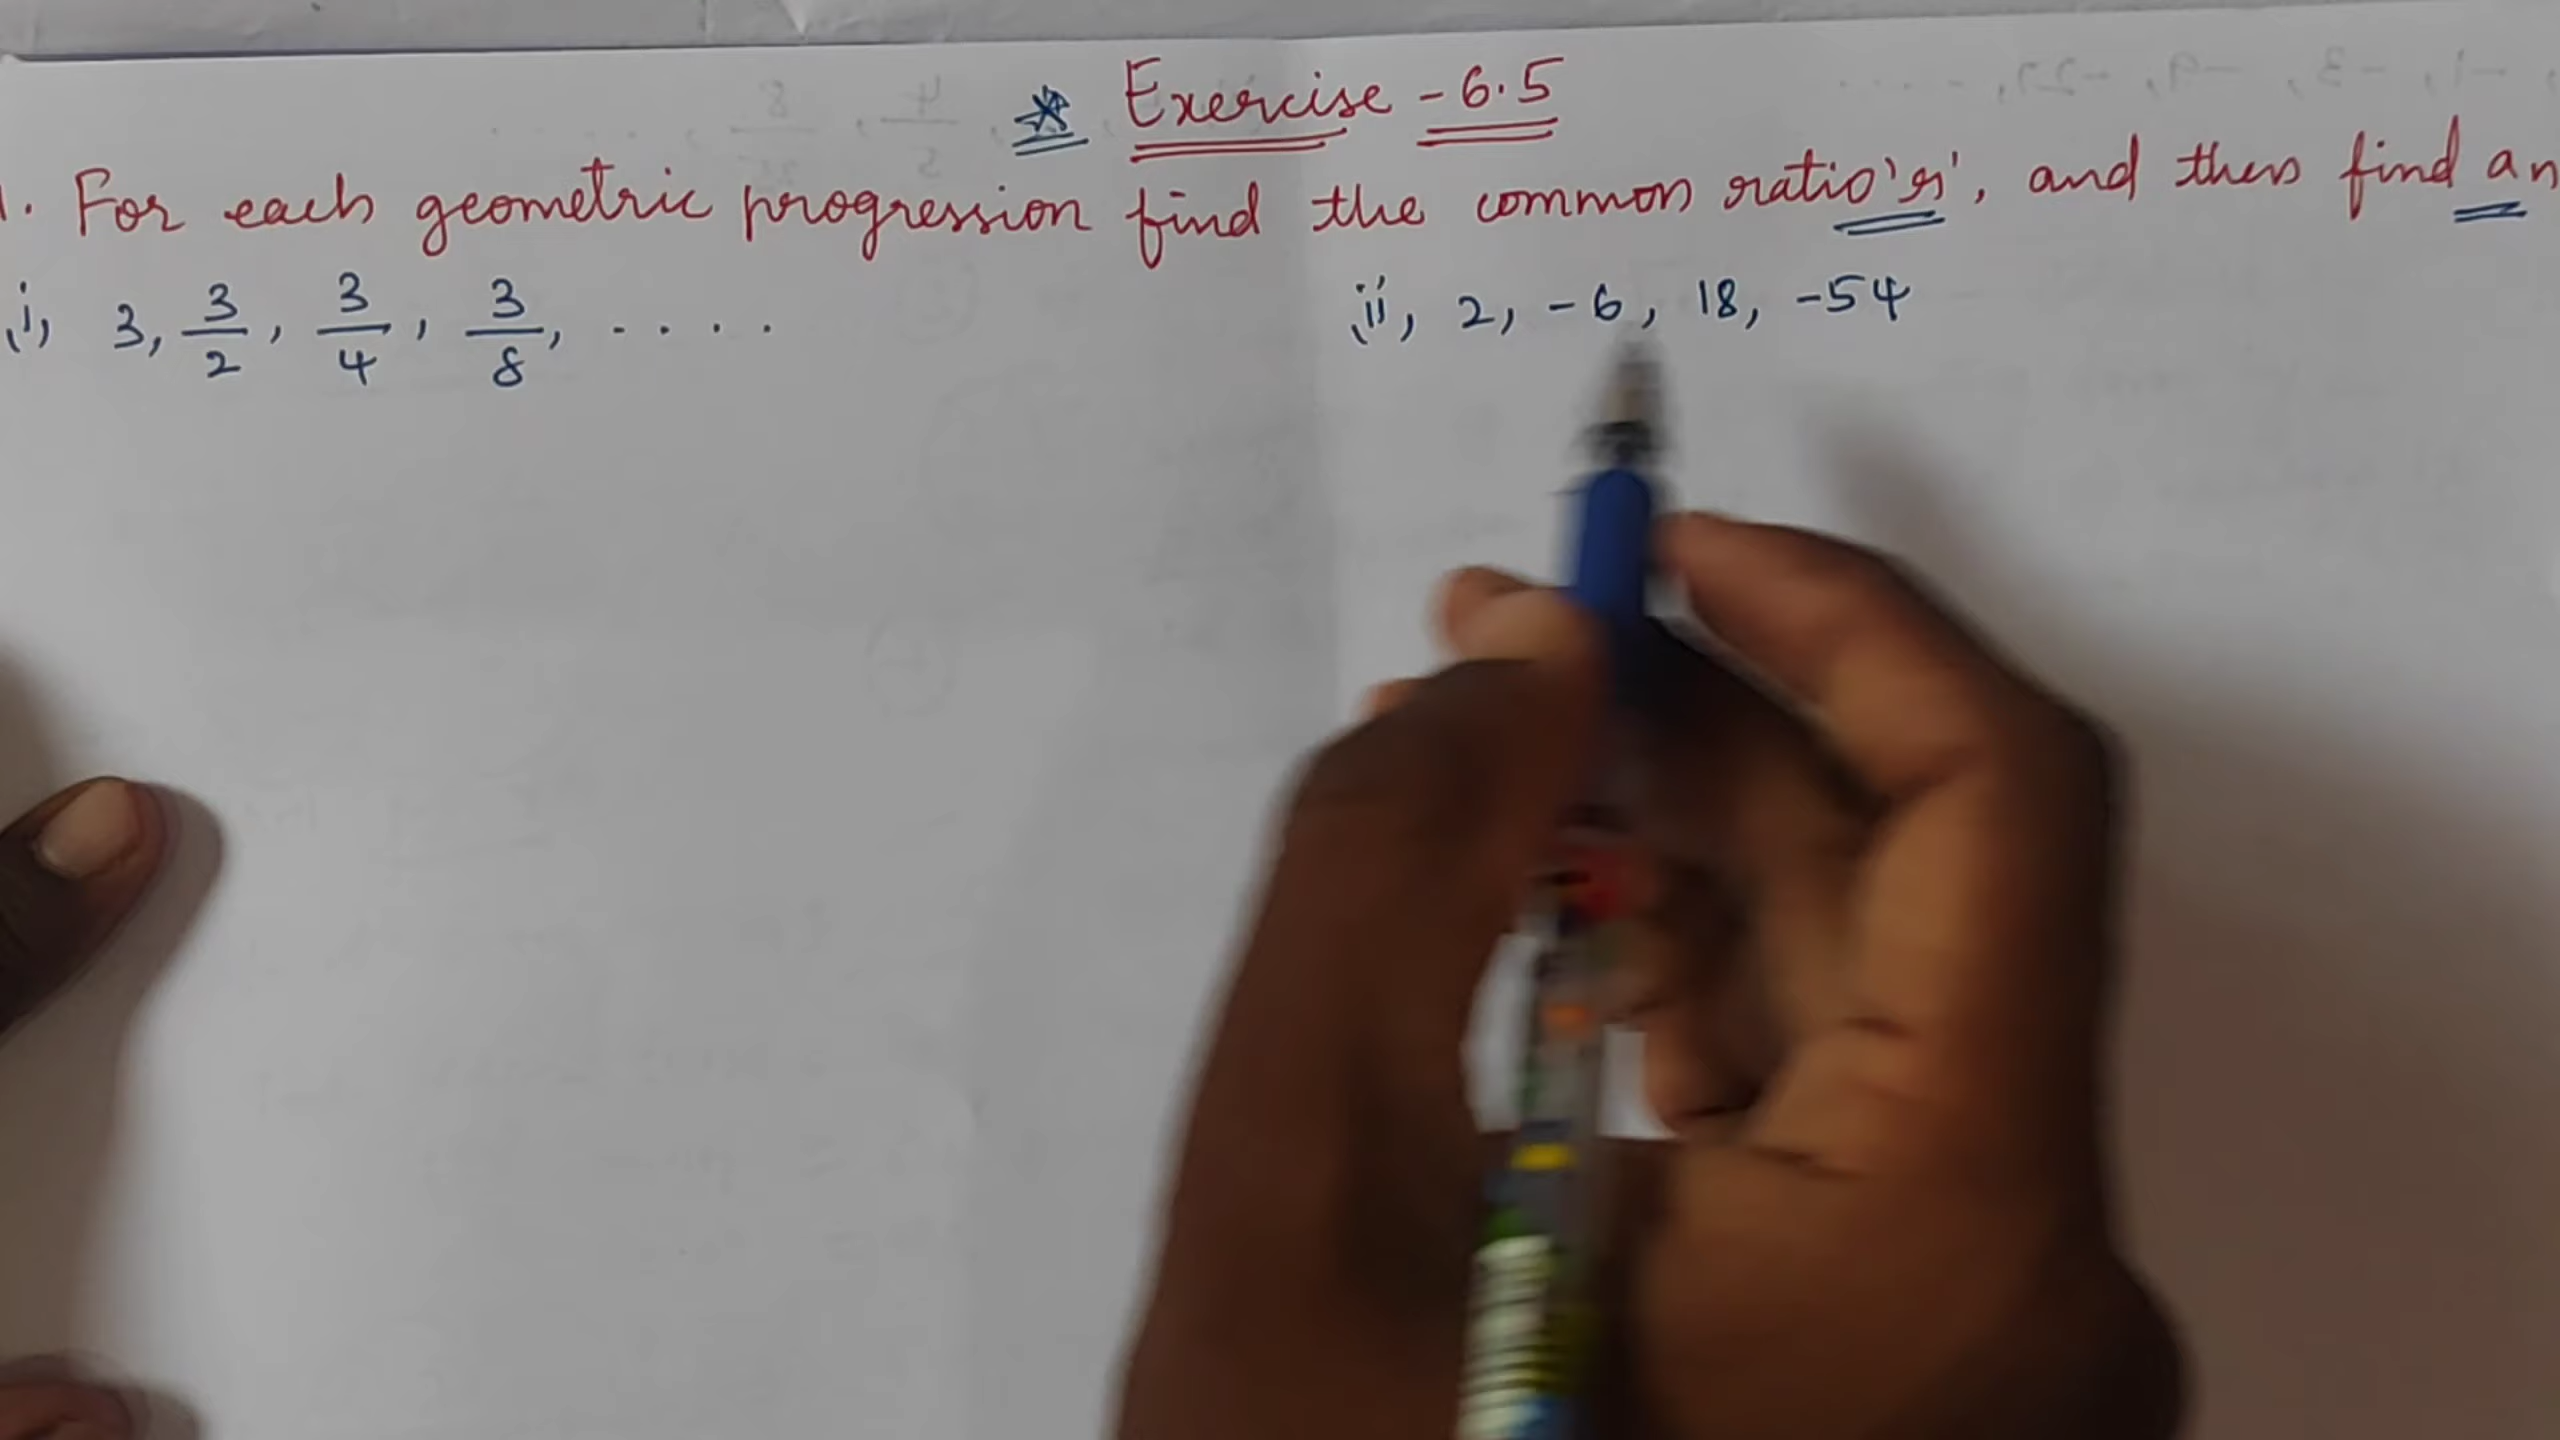 * Exercise - 6.5
1. For each geometric progression find the common ratio 'r', and then find an
i, 3, 3/2, 3/4, 3/8, ....
ii, 2, -6, 18, -54